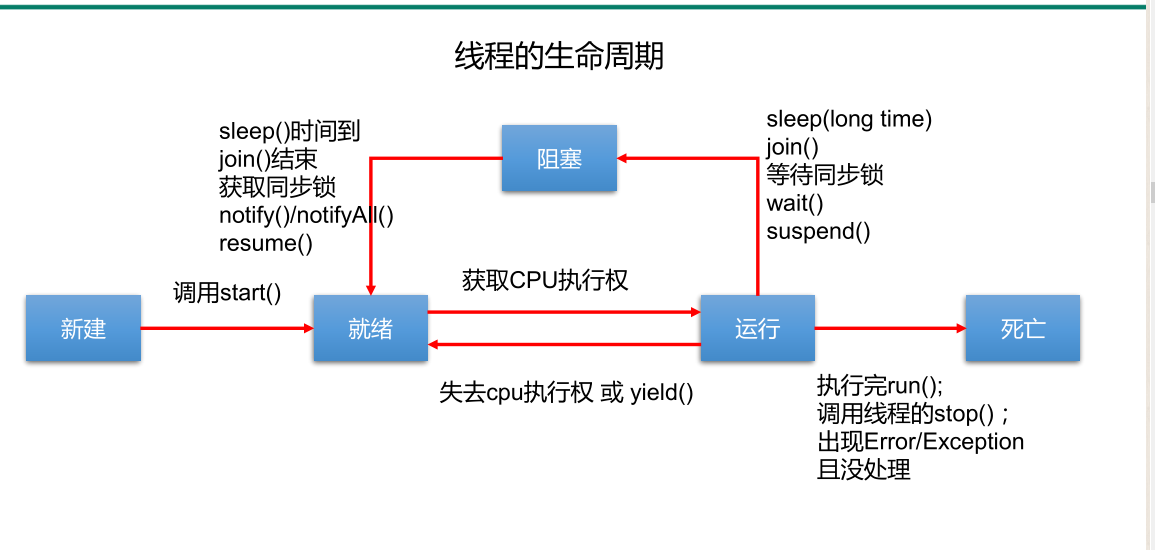 线程的生命周期
sleep()时间到
join()结束
获取同步锁
notify()/notifyAll()
resume()
阻塞
sleep(long time)
join()
等待同步锁
wait()
suspend()
调用start()
获取CPU执行权
新建
就绪
运行
死亡
失去cpu执行权 或 yield()
执行完run();
调用线程的stop() ;
出现Error/Exception
且没处理